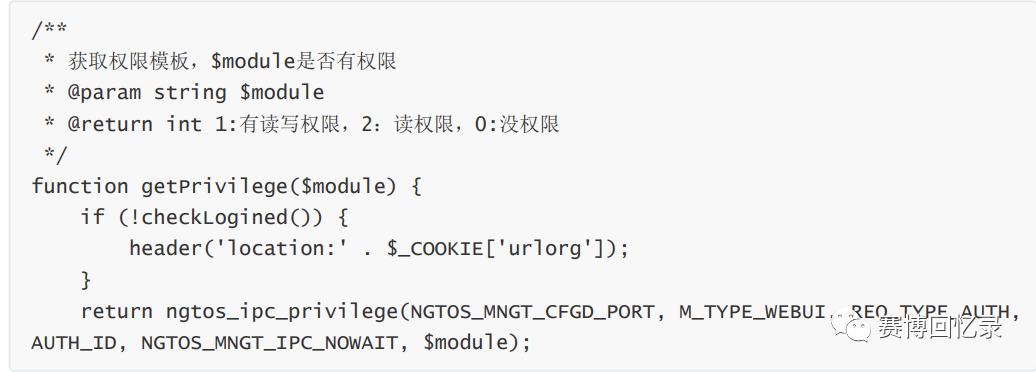 /**
 * 获取权限模板，$module是否有权限
 * @param string $module
 * @return int 1:有读写权限，2: 读权限，0:没权限
 */
function getPrivilege($module) {
    if (!checkLogined()) {
        header('location:' . $_COOKIE['urlorg']);
    }
    return ngtos_ipc_privilege(NGTOS_MNGT_CFGD_PORT, M_TYPE_WEBUI, REQ_TYPE_AUTH,
AUTH_ID, NGTOS_MNGT_IPC_NOWAIT, $module);
赛博回忆录